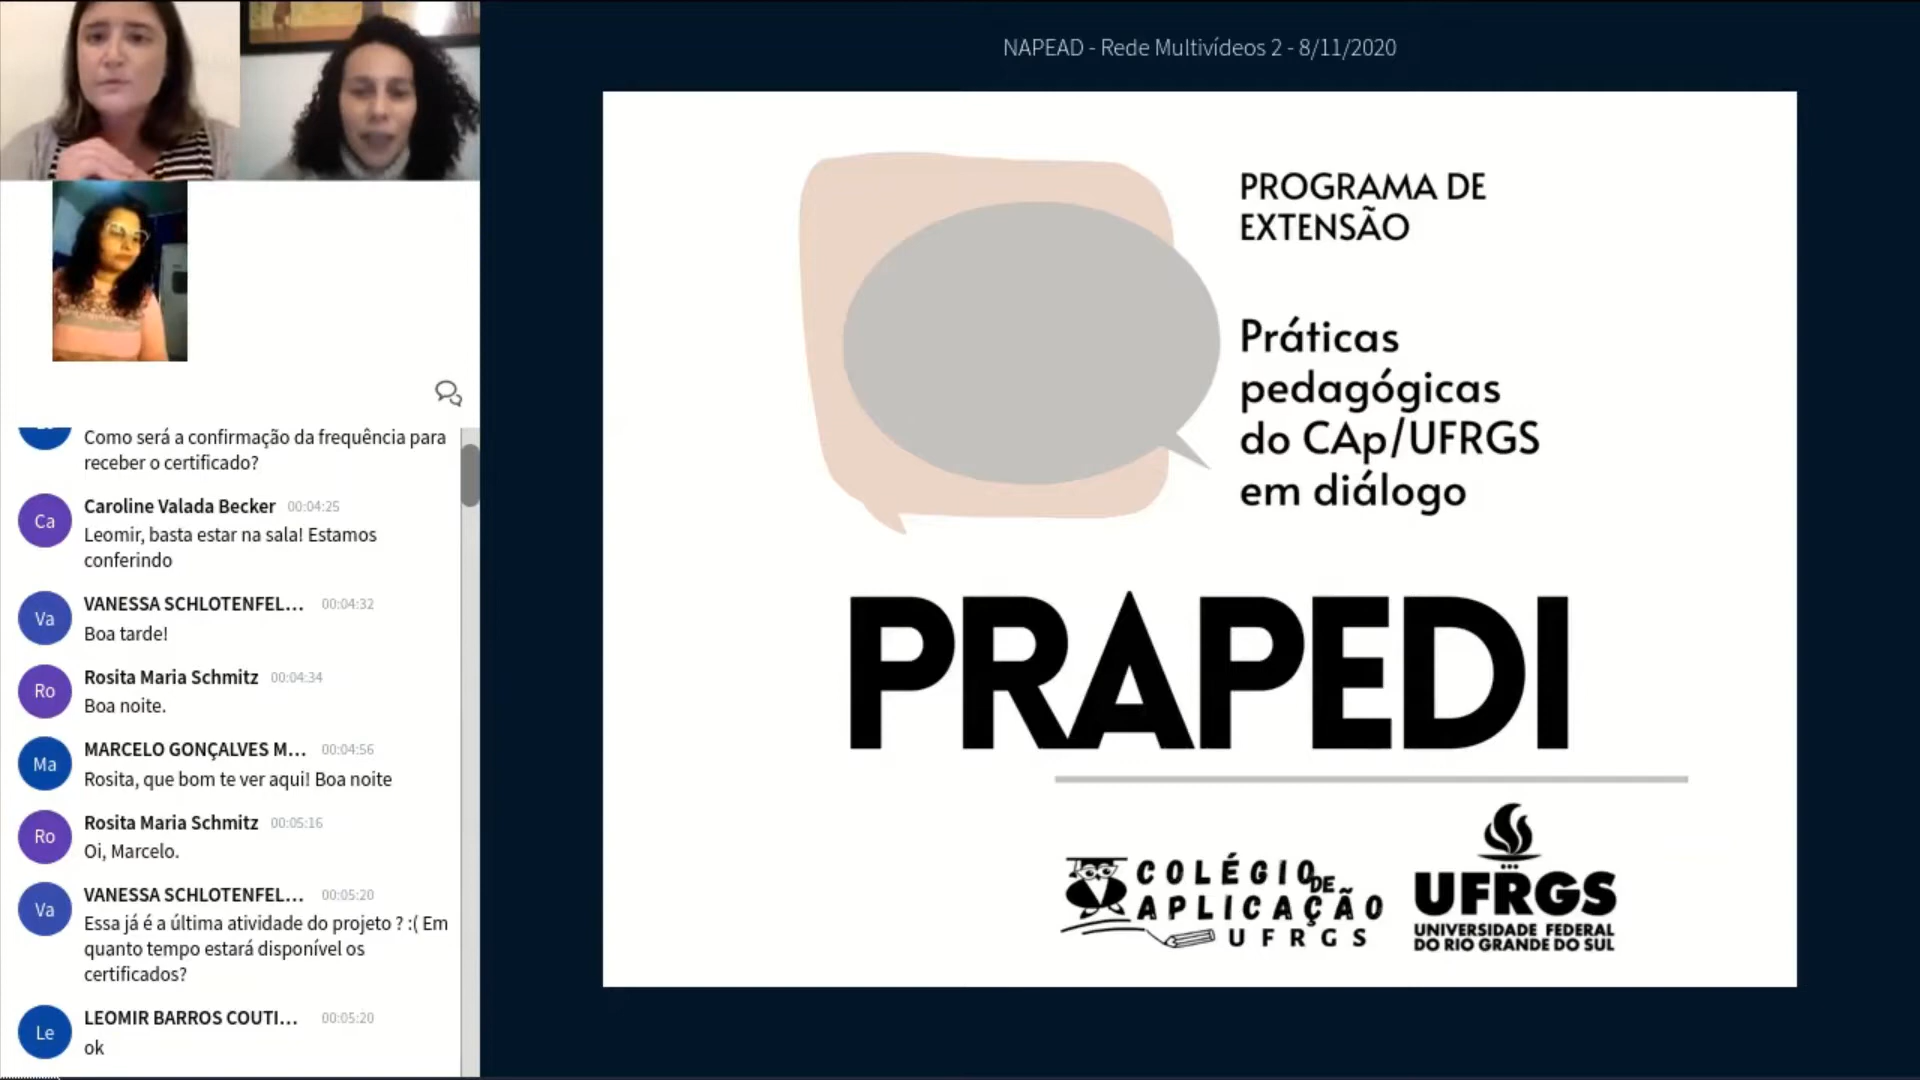 NAPEAD - Rede Multivídeos 2 - 8/11/2020
PROGRAMA DE
EXTENSÃO
Práticas
pedagógicas
do CAp/UFRGS
em diálogo
PRAPEDI
COLÉGIO DE
APLICAÇÃO
UFRGS
UFRGS
UNIVERSIDADE FEDERAL
DO RIO GRANDE DO SUL
Como será a confirmação da frequência para
receber o certificado?
Ca
Caroline Valada Becker 00:04:25
Leomir, basta estar na sala! Estamos
conferindo
Va
VANESSA SCHLOTENFEL... 00:04:32
Boa tarde!
Ro
Rosita Maria Schmitz 00:04:34
Boa noite.
Ma
MARCELO GONÇALVES M... 00:04:56
Rosita, que bom te ver aqui! Boa noite
Ro
Rosita Maria Schmitz 00:05:16
Oi, Marcelo.
Va
VANESSA SCHLOTENFEL... 00:05:20
Essa já é a última atividade do projeto ? :( Em
quanto tempo estará disponível os
certificados?
Le
LEOMIR BARROS COUTI... 00:05:20
ok